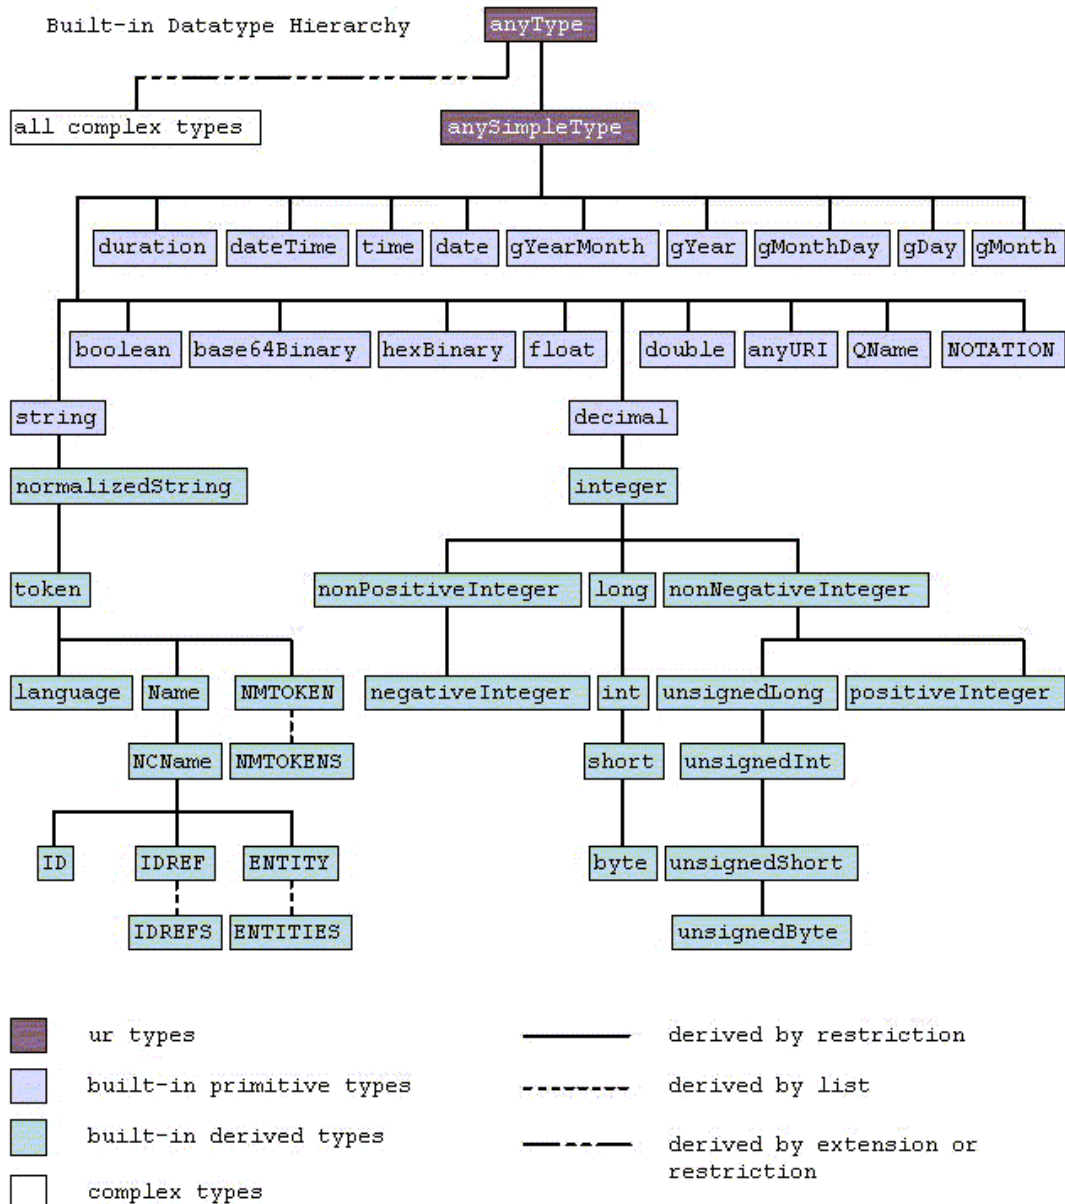 Built-in Datatype Hierarchy anyType
all complex types anySimpleType
duration dateTime time date gYearMonth gYear gMonthDay gDay gMonth
boolean base64Binary hexBinary float double anyURI QName NOTATION
string decimal
normalizedString integer
token nonPositiveInteger long nonNegativeInteger
language Name NMTOKEN negativeInteger int unsignedLong positiveInteger
NCName NMTOKENS short unsignedInt
ID IDREF ENTITY byte unsignedShort
IDREFS ENTITIES unsignedByte
ur types derived by restriction
built-in primitive types derived by list
built-in derived types derived by extension or
restriction
complex types